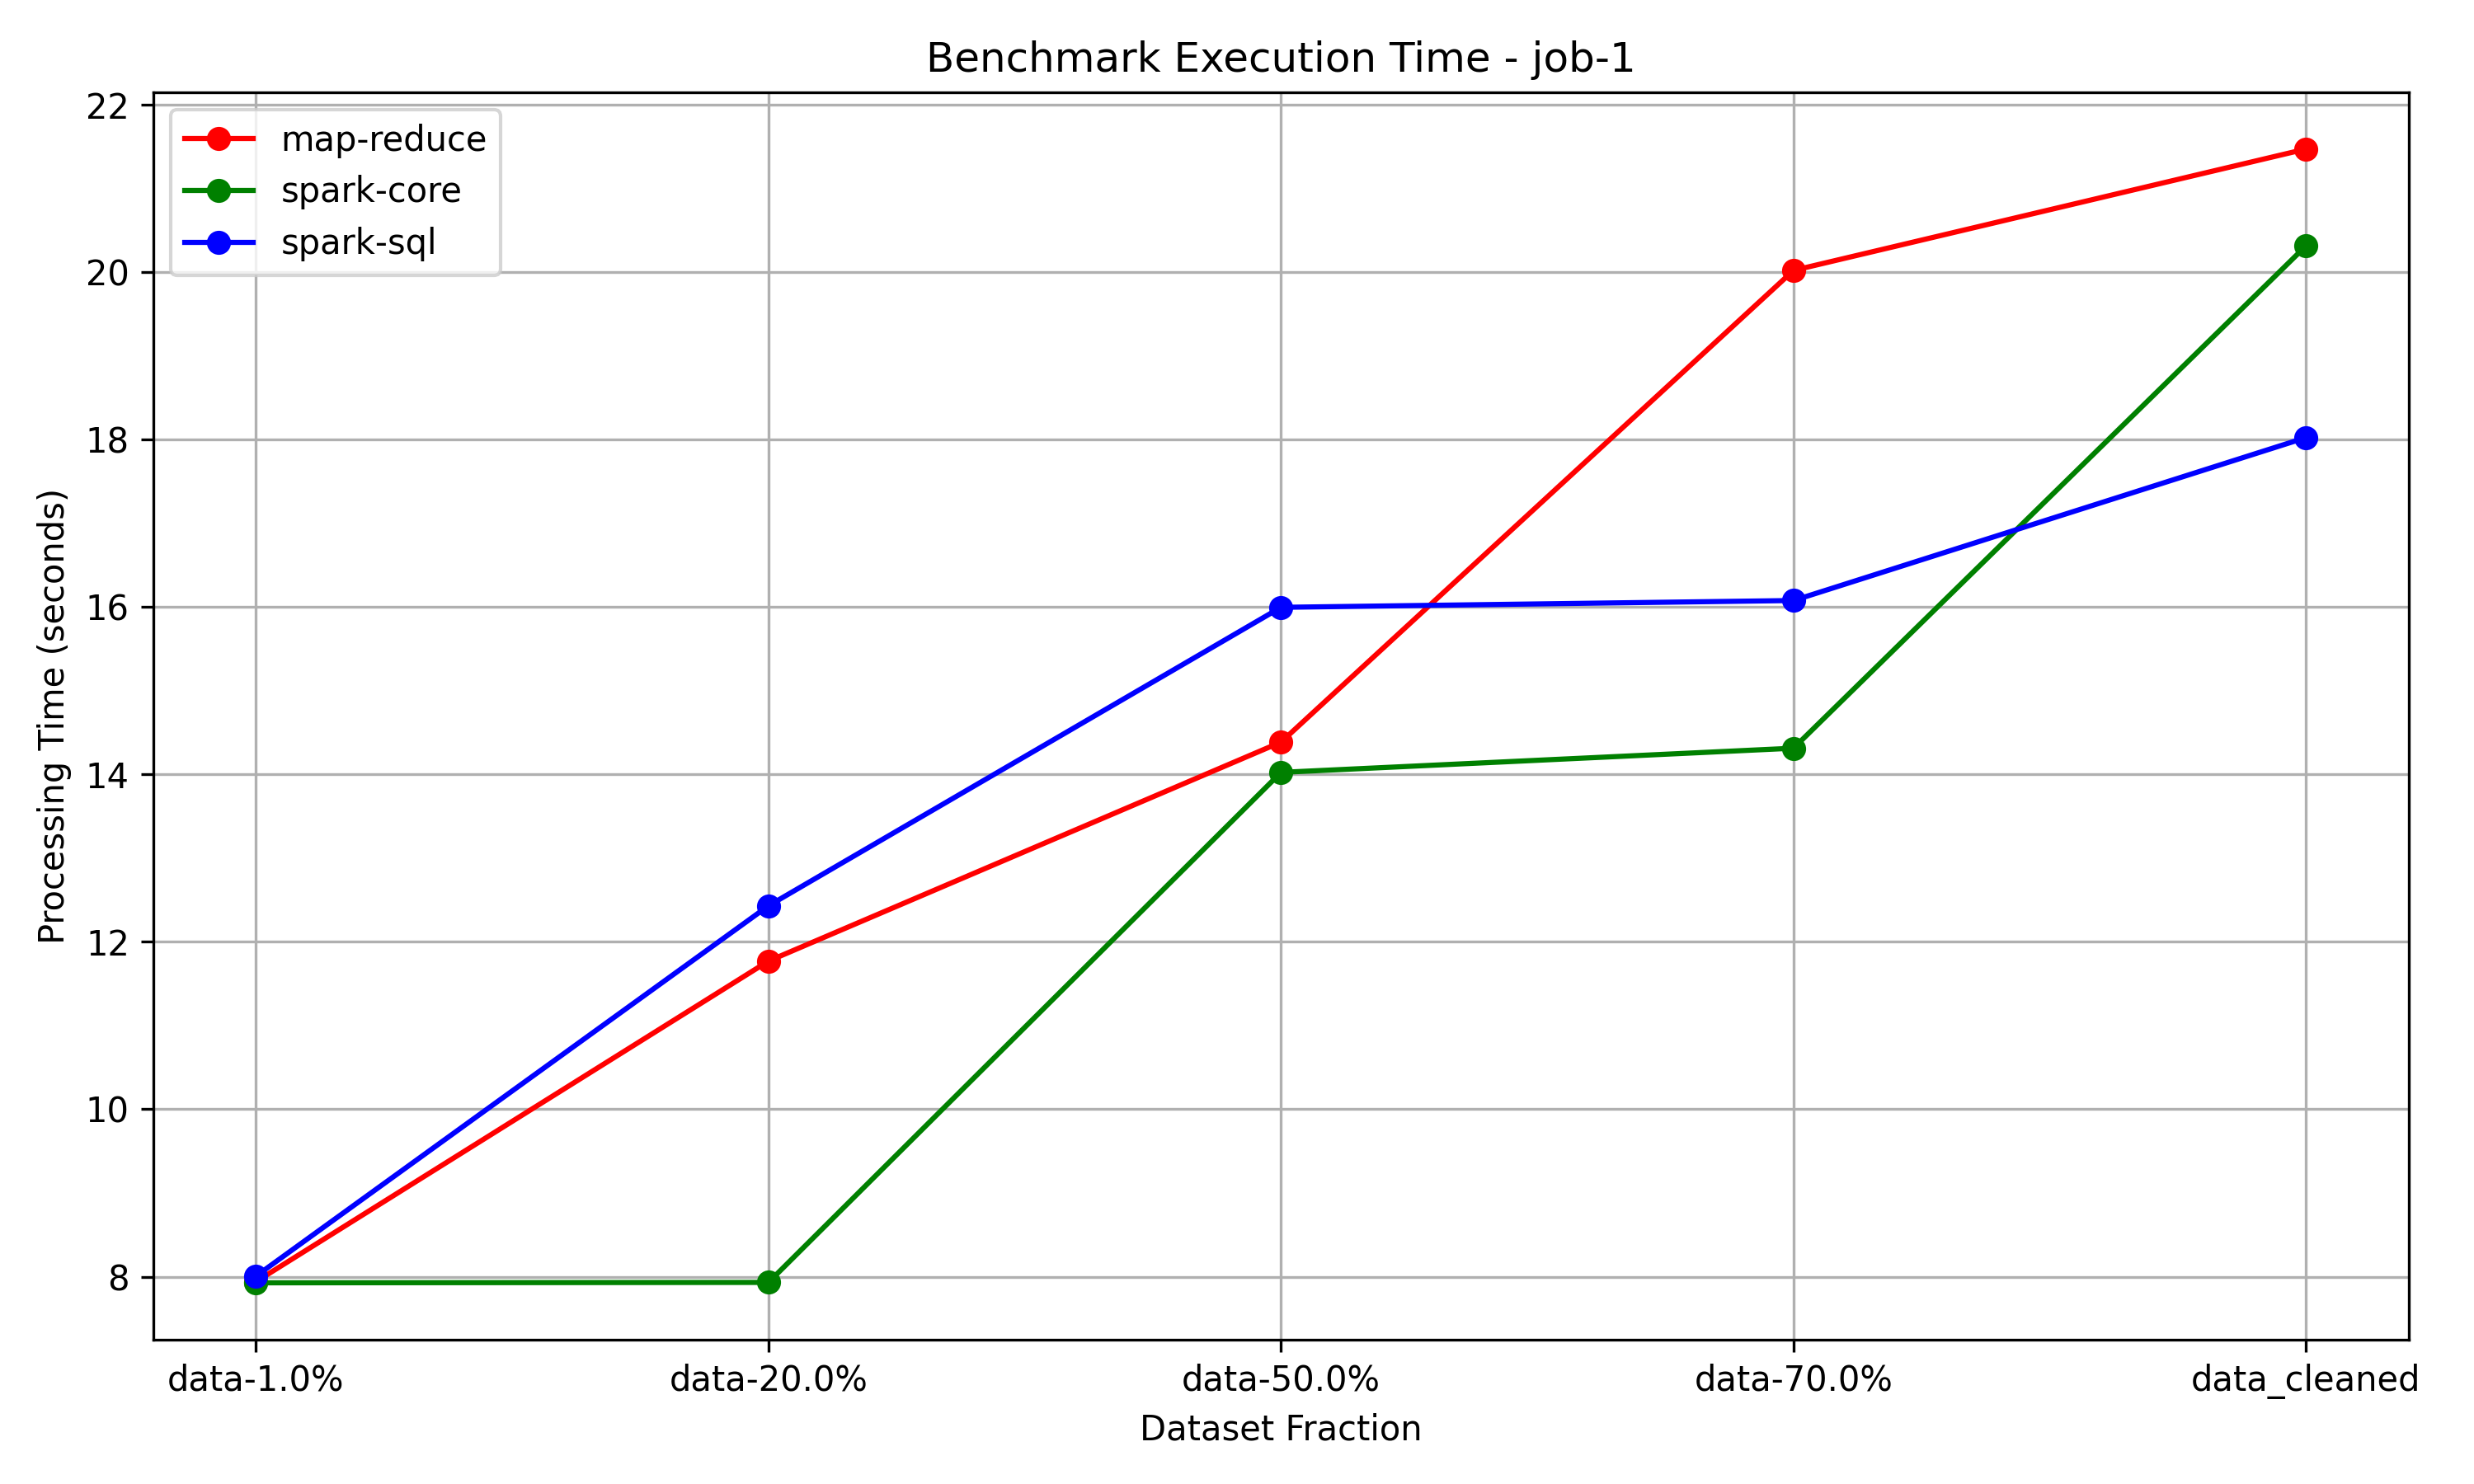 Benchmark Execution Time - job-1
map-reduce
spark-core
spark-sql
Processing Time (seconds)
22
20
18
16
14
12
10
8
data-1.0% data-20.0% data-50.0% data-70.0% data_cleaned
Dataset Fraction